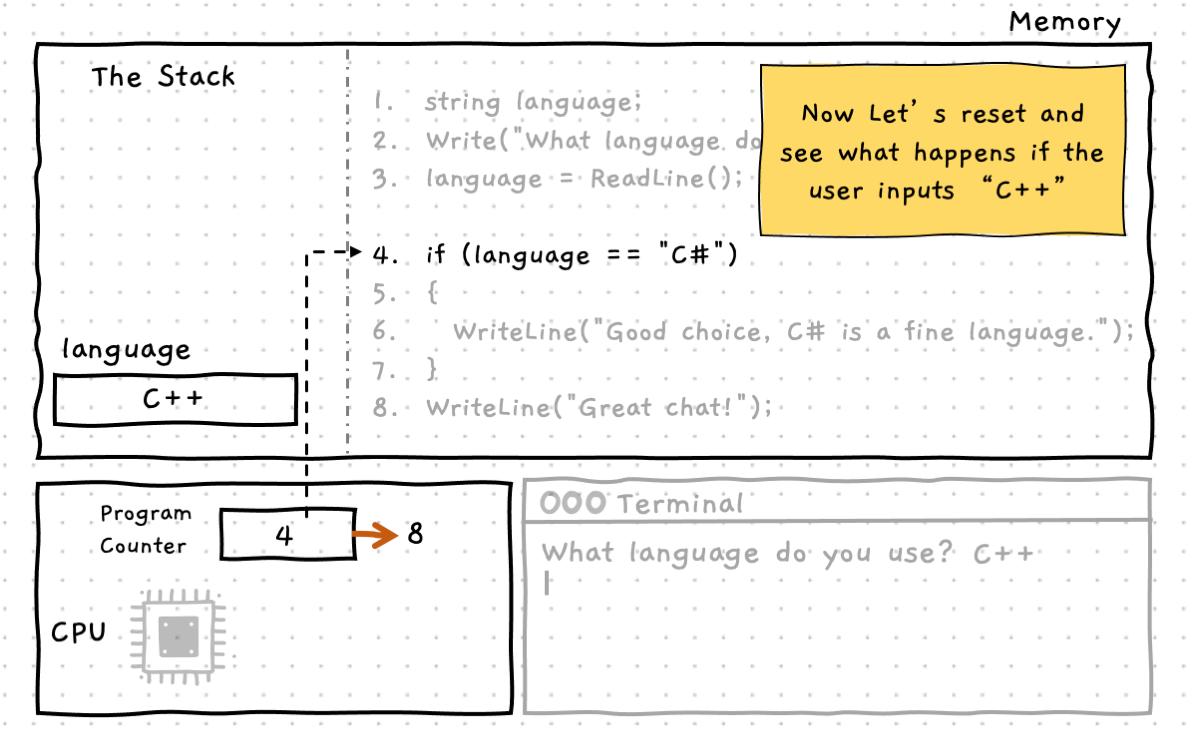 Memory
The Stack
1. string language;
2. Write("What language do
3. language = ReadLine();
Now Let's reset and
see what happens if the
user inputs “C++”
4. if (language == "C#")
5. {
6. WriteLine("Good choice, C# is a fine language.");
7. }
8. WriteLine("Great chat!");
language
C++
Program
Counter
4
8
CPU
Terminal
What language do you use? C++